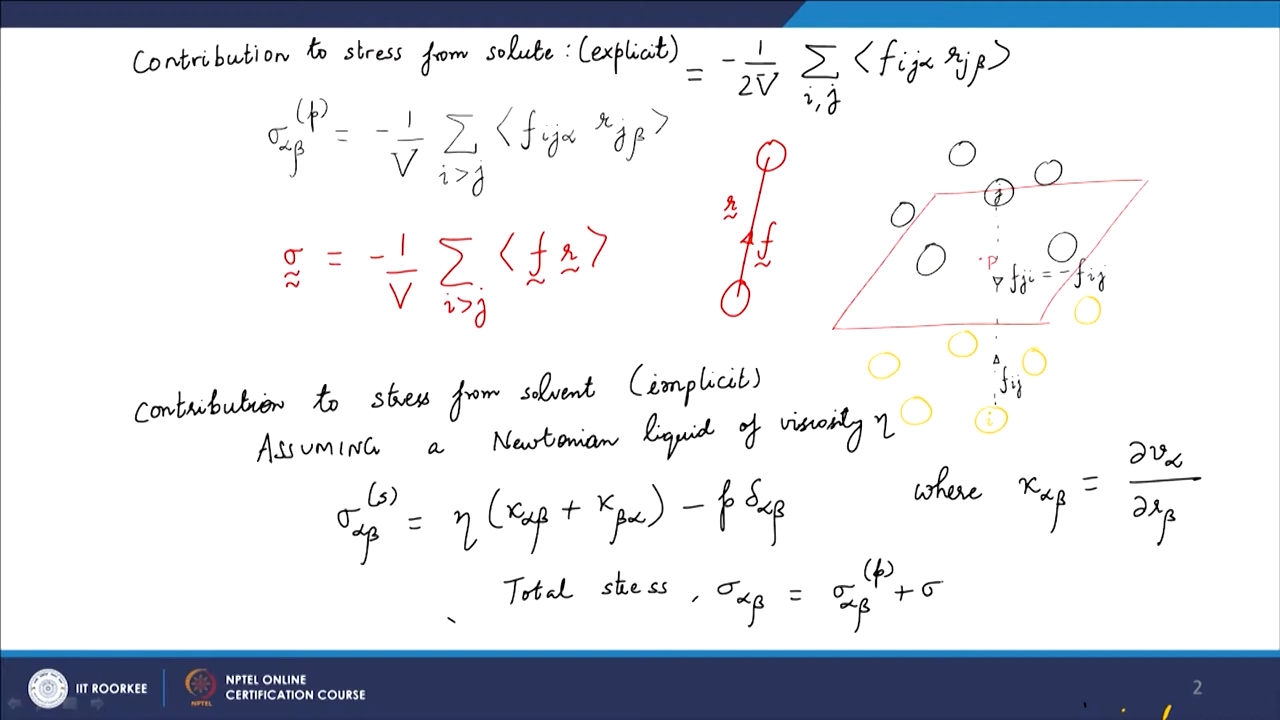 Contribution to stress from solute: (explicit) = -1/2V Σ_{i,j} ⟨f_{ijα} r_{jβ}⟩
σ_{αβ}^{(p)} = -1/V Σ_{i>j} ⟨f_{ijα} r_{jβ}⟩
σ = -1/V Σ_{i>j} ⟨f r⟩
r
f
j
P
f_{ji} = -f_{ij}
f_{ij}
i
Contribution to stress from solvent (implicit)
ASSUMING a Newtonian liquid of viscosity η
σ_{αβ}^{(s)} = η (κ_{αβ} + κ_{βα}) - p δ_{αβ} where κ_{αβ} = ∂v_α/∂r_β
Total stress, σ_{αβ} = σ_{αβ}^{(p)} + σ
IIT ROORKEE
NPTEL
NPTEL ONLINE
CERTIFICATION COURSE
2